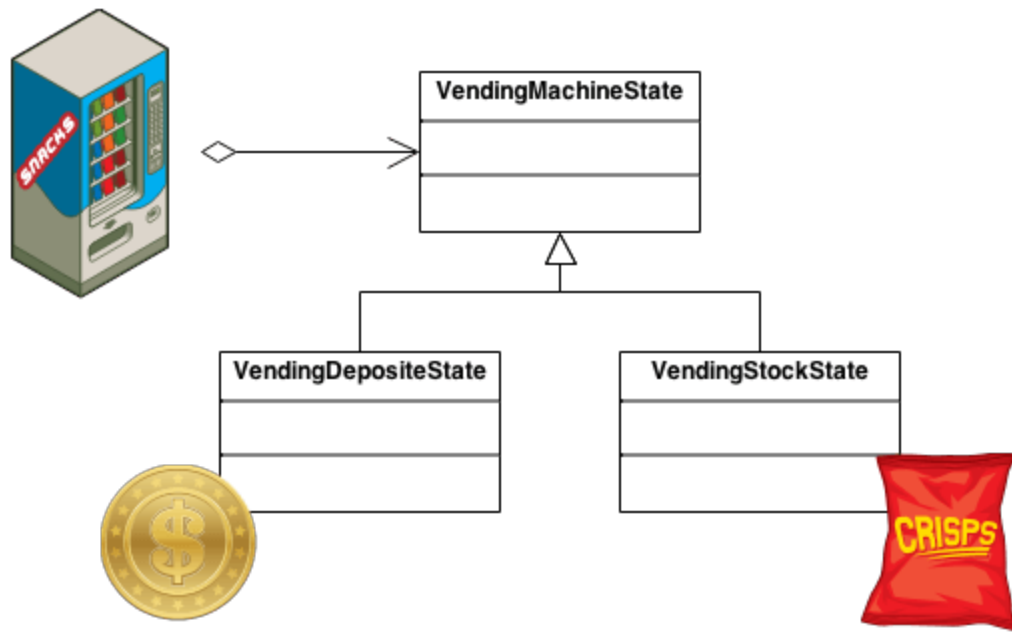 SNACKS
VendingMachineState
VendingDepositeState
VendingStockState
$
CRISPS